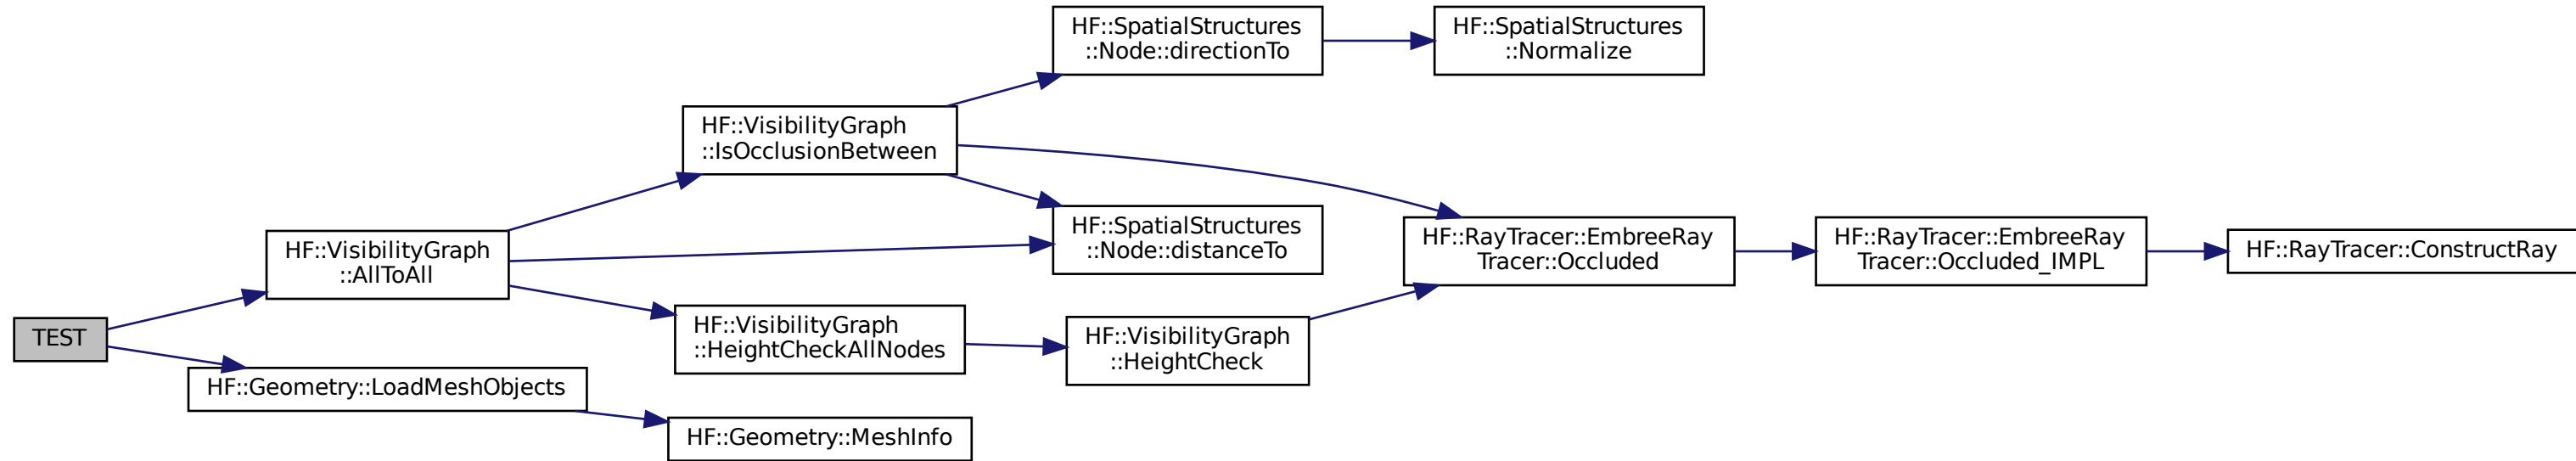 TEST
HF::VisibilityGraph
::AllToAll
HF::Geometry::LoadMeshObjects
HF::VisibilityGraph
::IsOcclusionBetween
HF::VisibilityGraph
::HeightCheckAllNodes
HF::Geometry::MeshInfo
HF::SpatialStructures
::Node::directionTo
HF::SpatialStructures
::Node::distanceTo
HF::VisibilityGraph
::HeightCheck
HF::SpatialStructures
::Normalize
HF::RayTracer::EmbreeRay
Tracer::Occluded
HF::RayTracer::EmbreeRay
Tracer::Occluded_IMPL
HF::RayTracer::ConstructRay